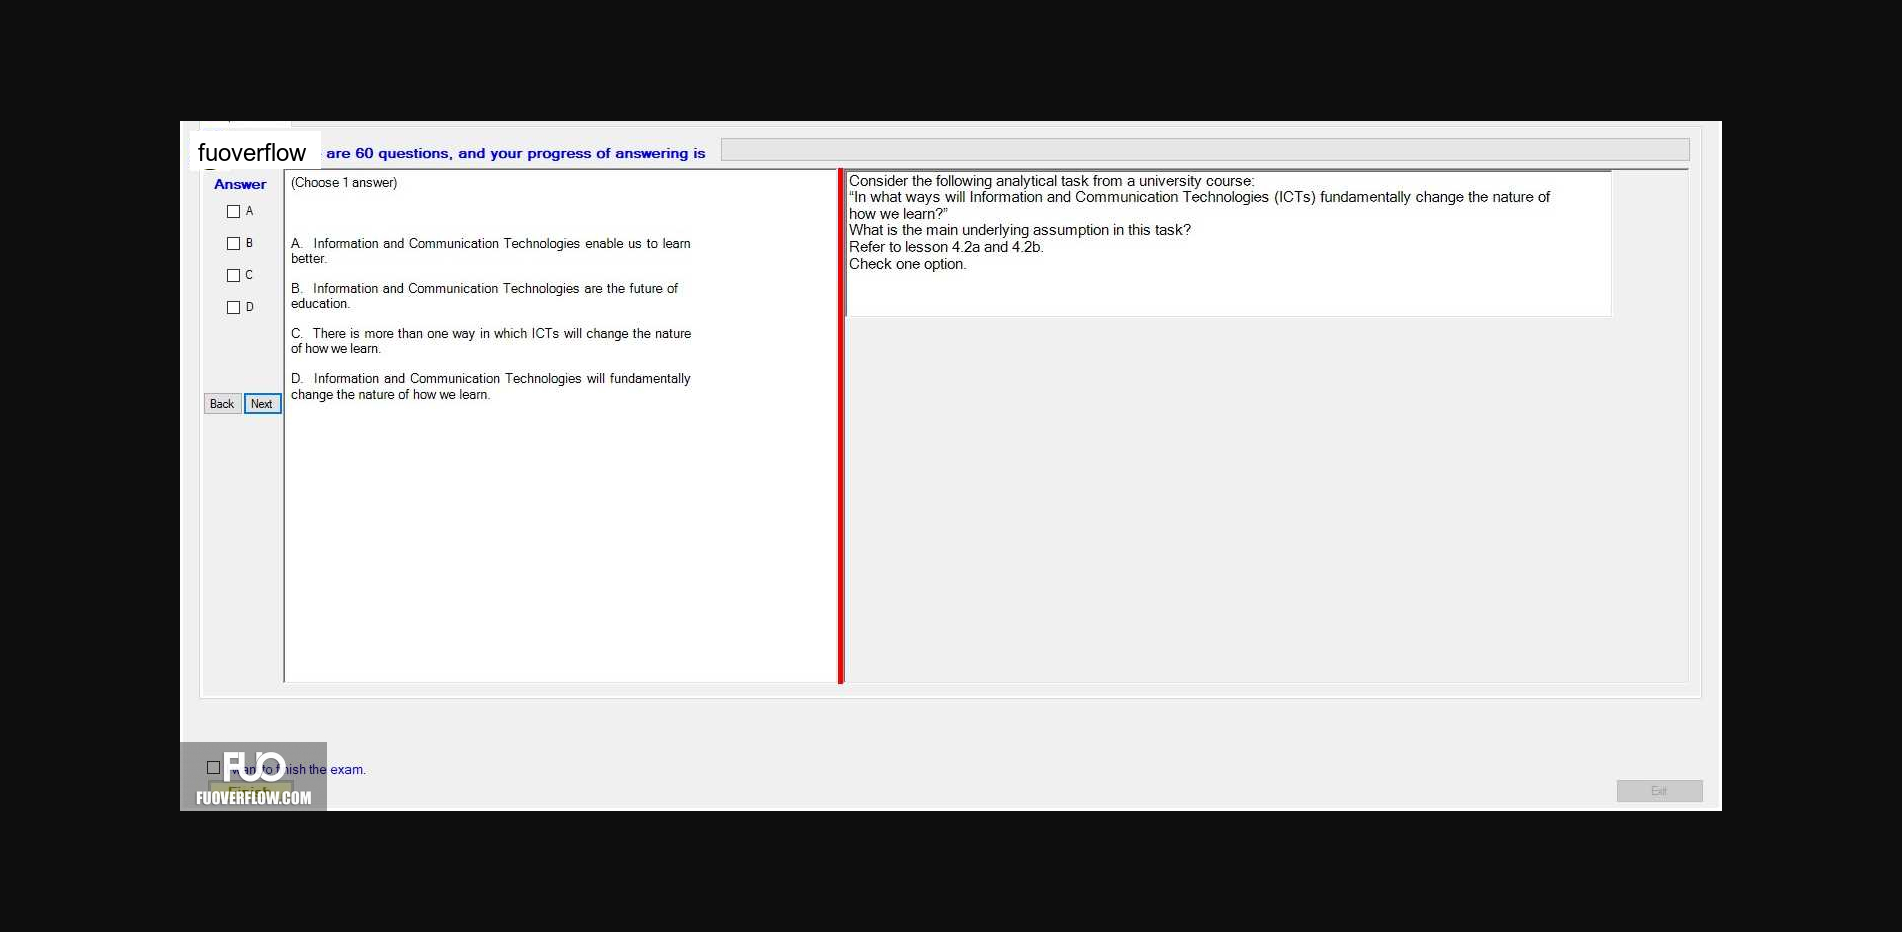 fuoverflow are 60 questions, and your progress of answering is
Answer
A
B
C
D
Back Next
(Choose 1 answer)
A. Information and Communication Technologies enable us to learn
better.
B. Information and Communication Technologies are the future of
education.
C. There is more than one way in which ICTs will change the nature
of how we learn.
D. Information and Communication Technologies will fundamentally
change the nature of how we learn.
Consider the following analytical task from a university course:
“In what ways will Information and Communication Technologies (ICTs) fundamentally change the nature of
how we learn?”
What is the main underlying assumption in this task?
Refer to lesson 4.2a and 4.2b.
Check one option.
FUO
the exam.
FUOVERFLOW.COM
Exit